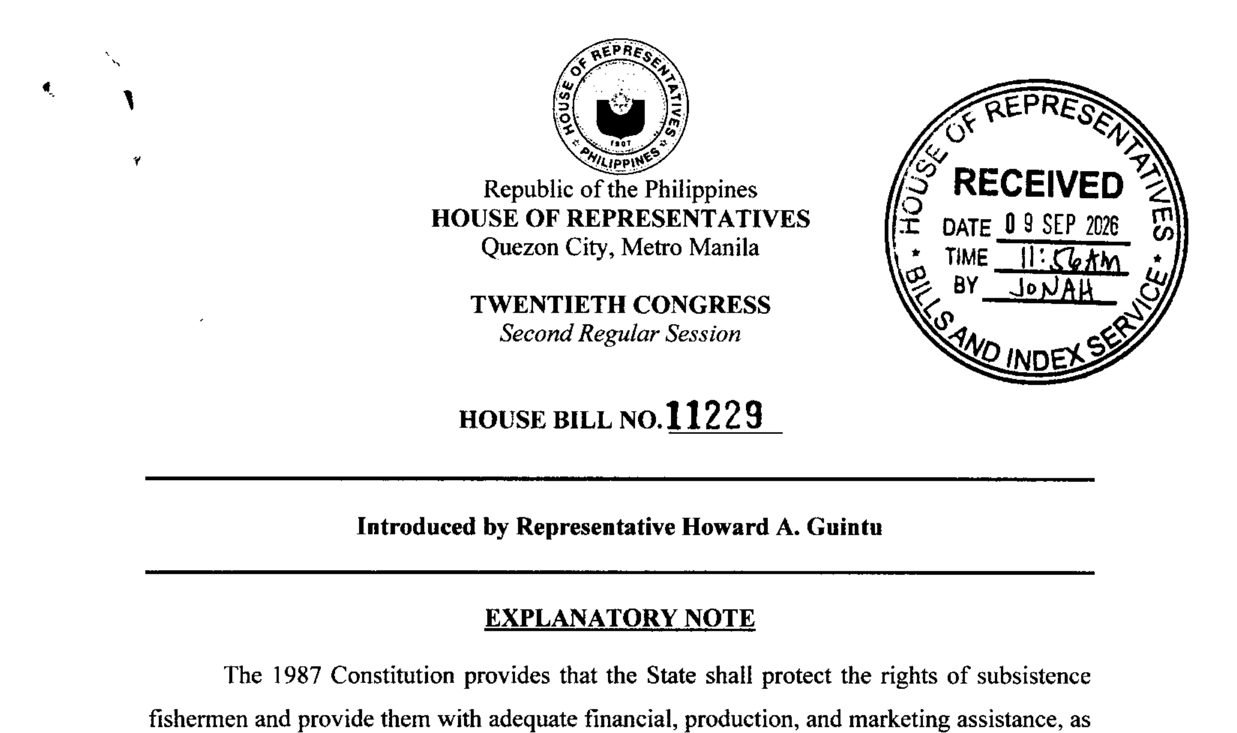 HOUSE OF REPRESENTATIVES
1907
PHILIPPINES
Republic of the Philippines
HOUSE OF REPRESENTATIVES
Quezon City, Metro Manila
HOUSE OF REPRESENTATIVES
RECEIVED
DATE 09 SEP 2026
TIME 11:56AM
BY JONAH
BILLS AND INDEX SERVICE
TWENTIETH CONGRESS
Second Regular Session
HOUSE BILL NO. 11229
Introduced by Representative Howard A. Guintu
EXPLANATORY NOTE
The 1987 Constitution provides that the State shall protect the rights of subsistence
fishermen and provide them with adequate financial, production, and marketing assistance, as